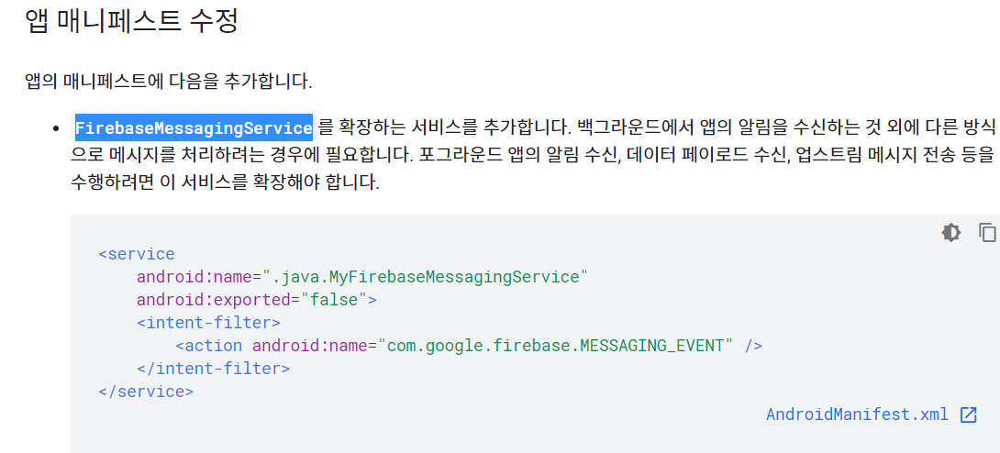 앱 매니페스트 수정
앱의 매니페스트에 다음을 추가합니다.
• FirebaseMessagingService 를 확장하는 서비스를 추가합니다. 백그라운드에서 앱의 알림을 수신하는 것 외에 다른 방식
으로 메시지를 처리하려는 경우에 필요합니다. 포그라운드 앱의 알림 수신, 데이터 페이로드 수신, 업스트림 메시지 전송 등을
수행하려면 이 서비스를 확장해야 합니다.
<service
    android:name=".java.MyFirebaseMessagingService"
    android:exported="false">
    <intent-filter>
        <action android:name="com.google.firebase.MESSAGING_EVENT" />
    </intent-filter>
</service>
AndroidManifest.xml